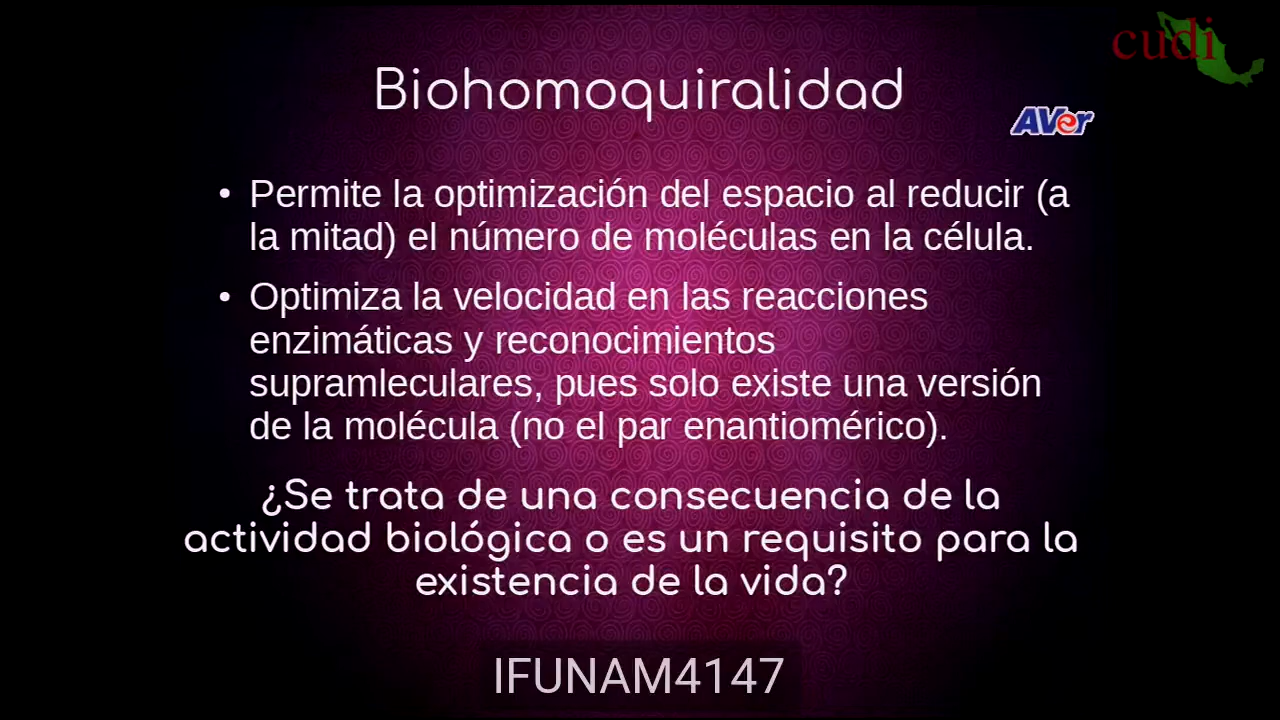 cudi
Biohomoquiralidad
AVer
• Permite la optimización del espacio al reducir (a
la mitad) el número de moléculas en la célula.
• Optimiza la velocidad en las reacciones
enzimáticas y reconocimientos
supramleculares, pues solo existe una versión
de la molécula (no el par enantiomérico).
¿Se trata de una consecuencia de la
actividad biológica o es un requisito para la
existencia de la vida?
IFUNAM4147